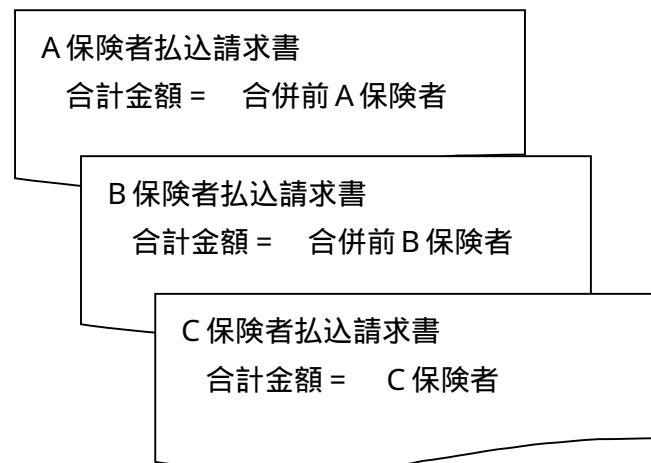 A保険者払込請求書
合計金額＝　合併前A保険者
B保険者払込請求書
合計金額＝　合併前B保険者
C保険者払込請求書
合計金額＝　C保険者